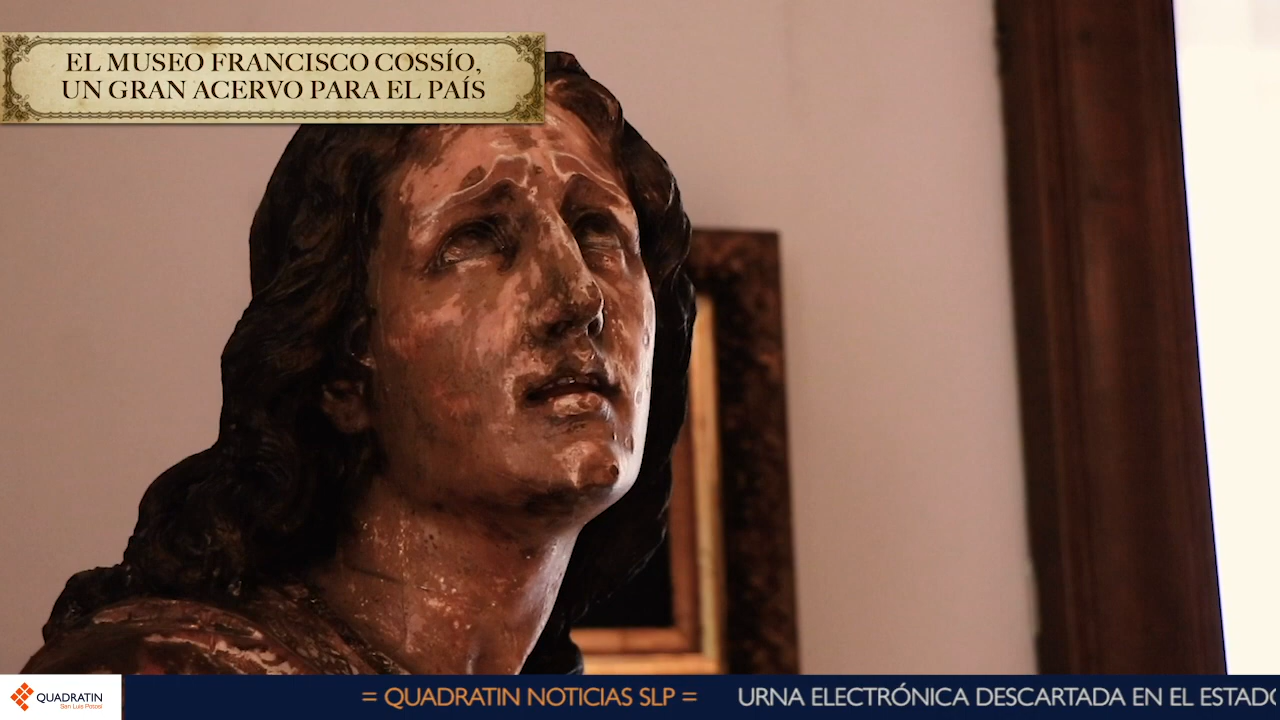 EL MUSEO FRANCISCO COSSÍO,
UN GRAN ACERVO PARA EL PAÍS
QUADRATIN
San Luis Potosí
= QUADRATIN NOTICIAS SLP =
URNA ELECTRÓNICA DESCARTADA EN EL ESTADO